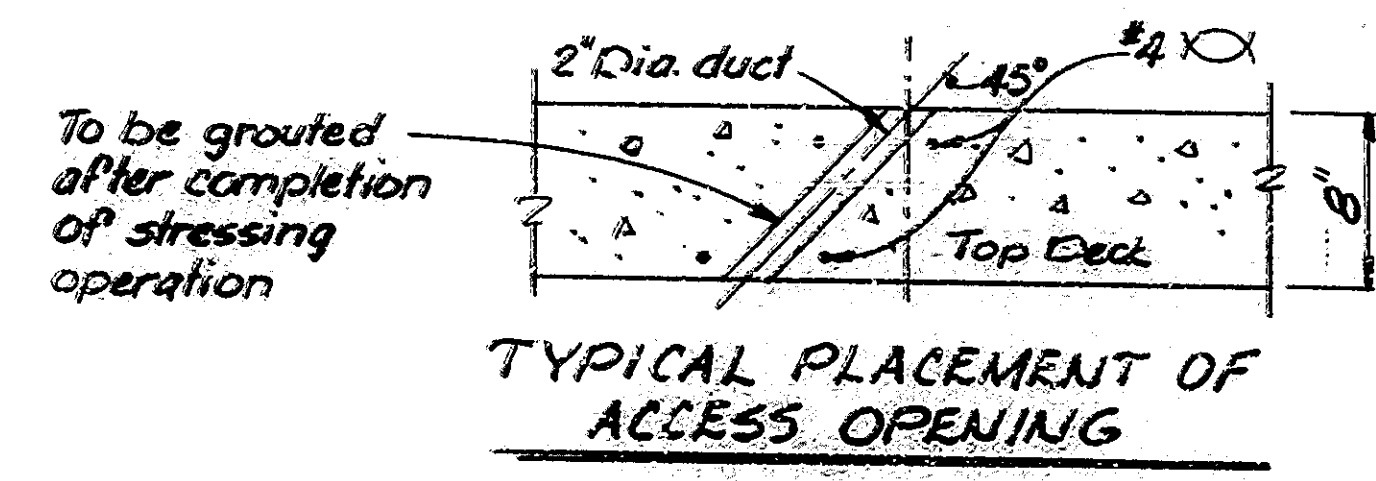 2" Dia. duct
#4
45°
To be grouted
after completion
of stressing
operation
8"
Top Deck
TYPICAL PLACEMENT OF
ACCESS OPENING